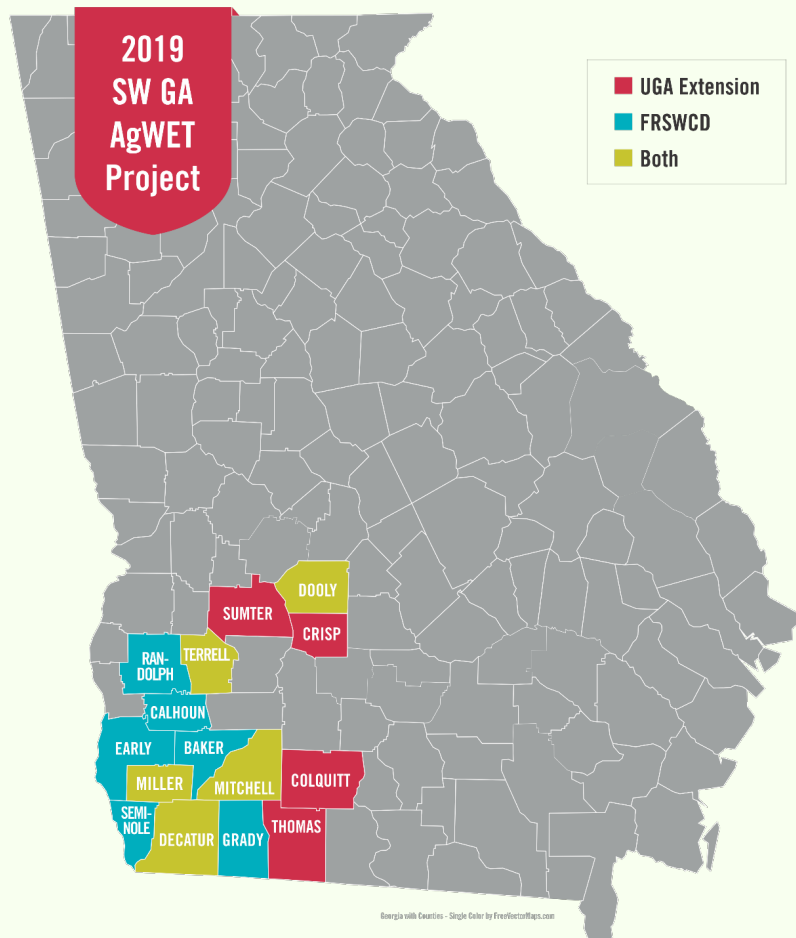 2019
SW GA
AgWET
Project
UGA Extension
FRSWCD
Both
DOOLY
SUMTER
CRISP
RAN-
DOLPH
TERRELL
CALHOUN
EARLY
BAKER
MILLER
MITCHELL
COLQUITT
SEMI-
NOLE
DECATUR
GRADY
THOMAS
Georgia with Counties - Single Color by FreeVectorMaps.com